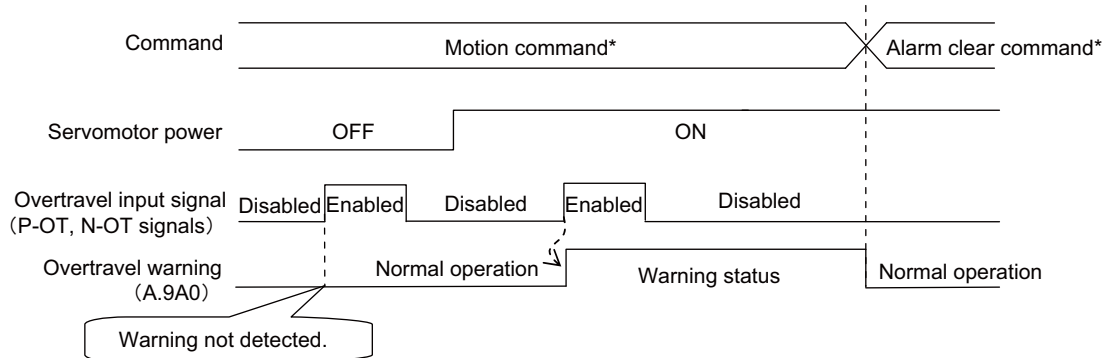 Command
Motion command*
Alarm clear command*
Servomotor power
OFF
ON
Overtravel input signal
(P-OT, N-OT signals)
Disabled
Enabled
Disabled
Enabled
Disabled
Overtravel warning
(A.9A0)
Normal operation
Warning status
Normal operation
Warning not detected.